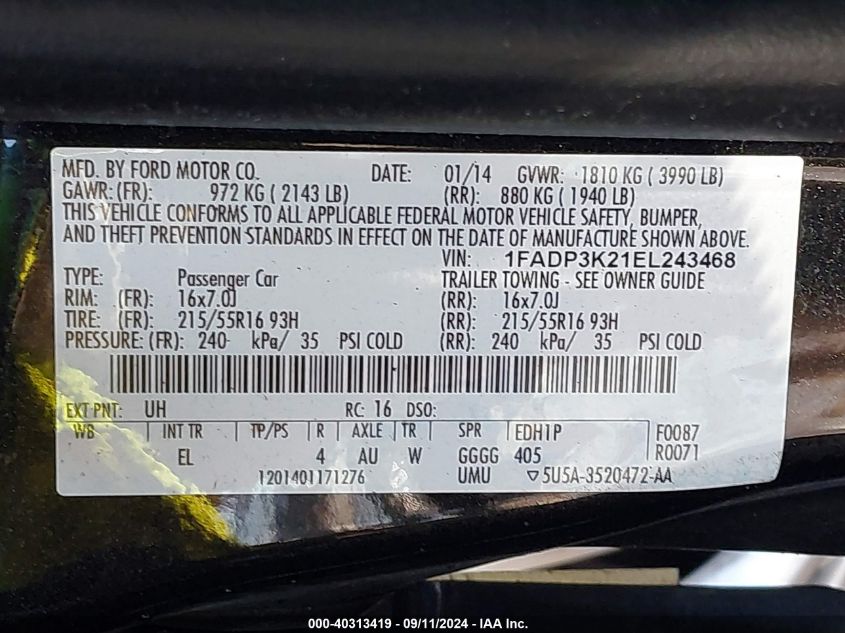 MFD. BY FORD MOTOR CO. DATE: 01/14 GVWR: 1810 KG ( 3990 LB)
GAWR: (FR): 972 KG ( 2143 LB) (RR): 880 KG ( 1940 LB)
THIS VEHICLE CONFORMS TO ALL APPLICABLE FEDERAL MOTOR VEHICLE SAFETY, BUMPER,
AND THEFT PREVENTION STANDARDS IN EFFECT ON THE DATE OF MANUFACTURE SHOWN ABOVE.
VIN: 1FADP3K21EL243468
TYPE: Passenger Car TRAILER TOWING - SEE OWNER GUIDE
RIM: (FR): 16x7.0J (RR): 16x7.0J
TIRE: (FR): 215/55R16 93H (RR): 215/55R16 93H
PRESSURE: (FR): 240 kPa/ 35 PSI COLD (RR): 240 kPa/ 35 PSI COLD
EXT PNT: UH RC: 16 DSO:
WB INT TR TP/PS R AXLE TR SPR EDH1P F0087
EL 4 AU W GGGG 405 R0071
1201401171276 UMU ▽5U5A-3520472-AA
000-40313419 - 09/11/2024 - IAA Inc.